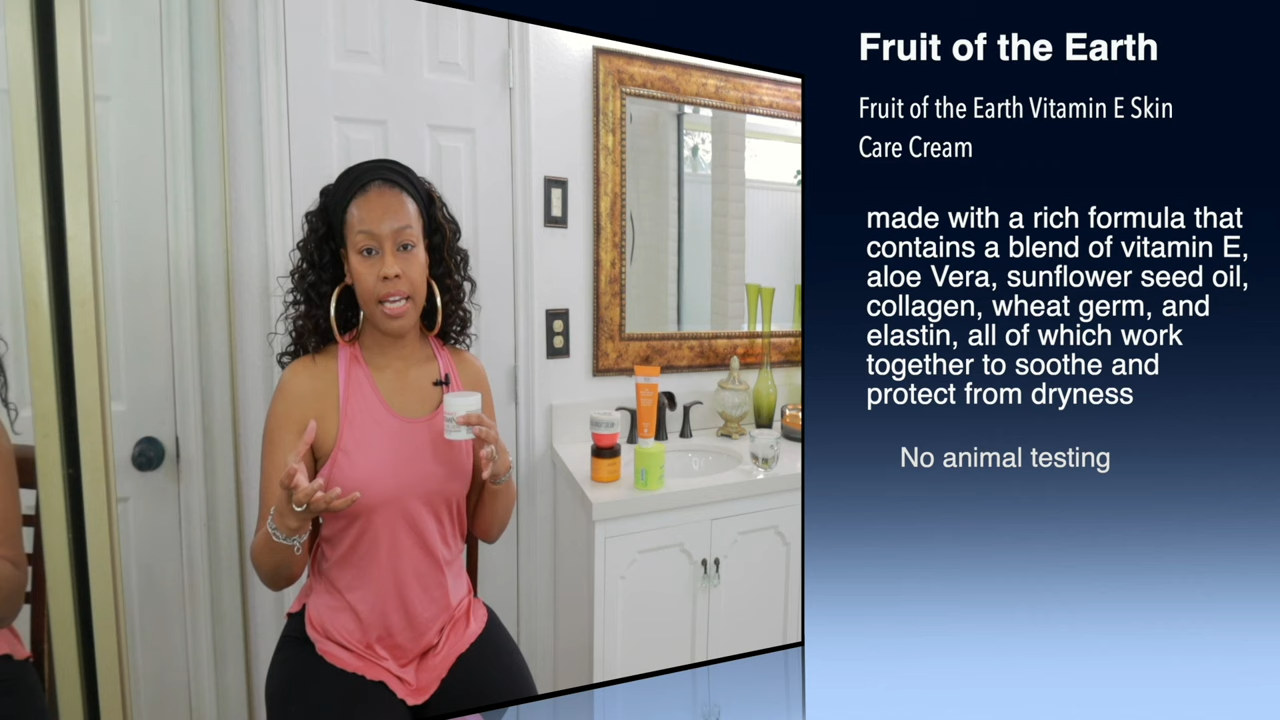 Fruit of the Earth
Fruit of the Earth Vitamin E Skin
Care Cream
made with a rich formula that
contains a blend of vitamin E,
aloe Vera, sunflower seed oil,
collagen, wheat germ, and
elastin, all of which work
together to soothe and
protect from dryness
No animal testing